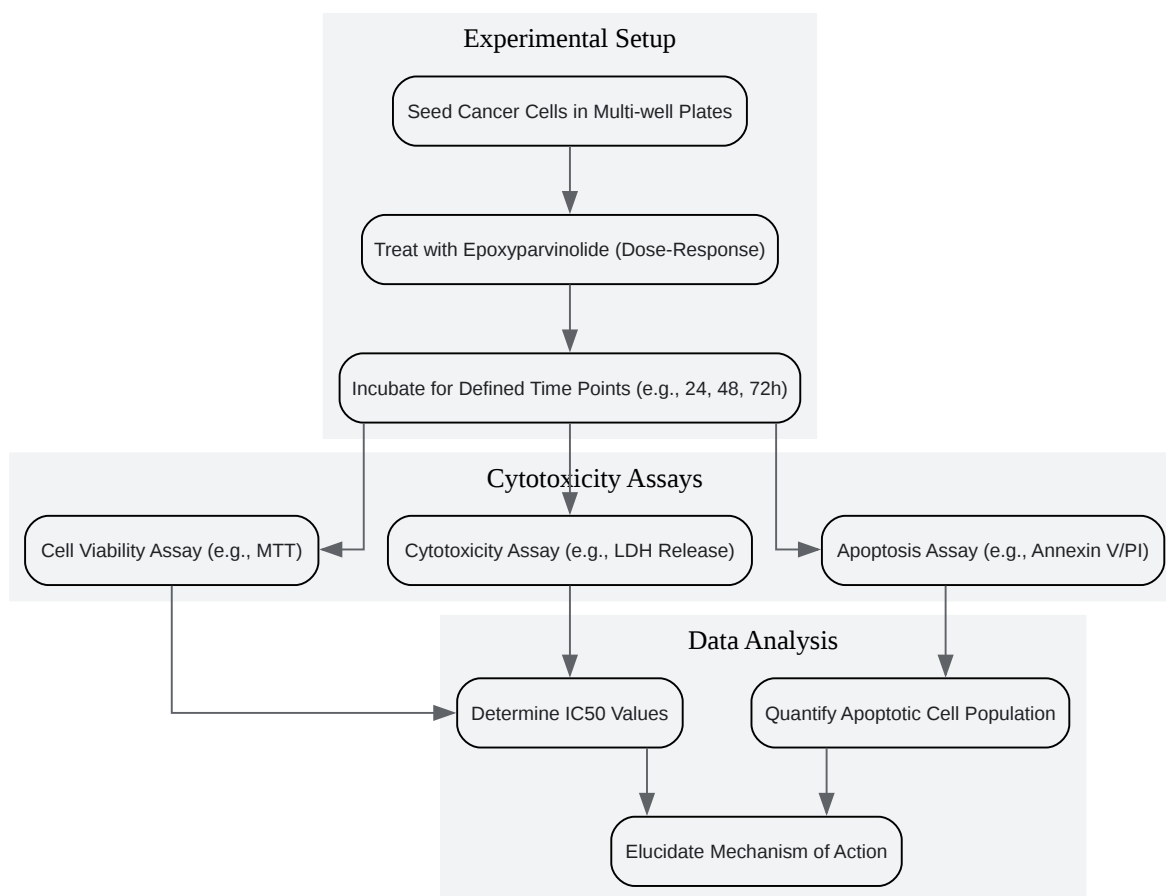 Experimental Setup
Seed Cancer Cells in Multi-well Plates
Treat with Epoxyparvinolide (Dose-Response)
Incubate for Defined Time Points (e.g., 24, 48, 72h)
Cytotoxicity Assays
Cell Viability Assay (e.g., MTT)
Cytotoxicity Assay (e.g., LDH Release)
Apoptosis Assay (e.g., Annexin V/PI)
Data Analysis
Determine IC50 Values
Quantify Apoptotic Cell Population
Elucidate Mechanism of Action